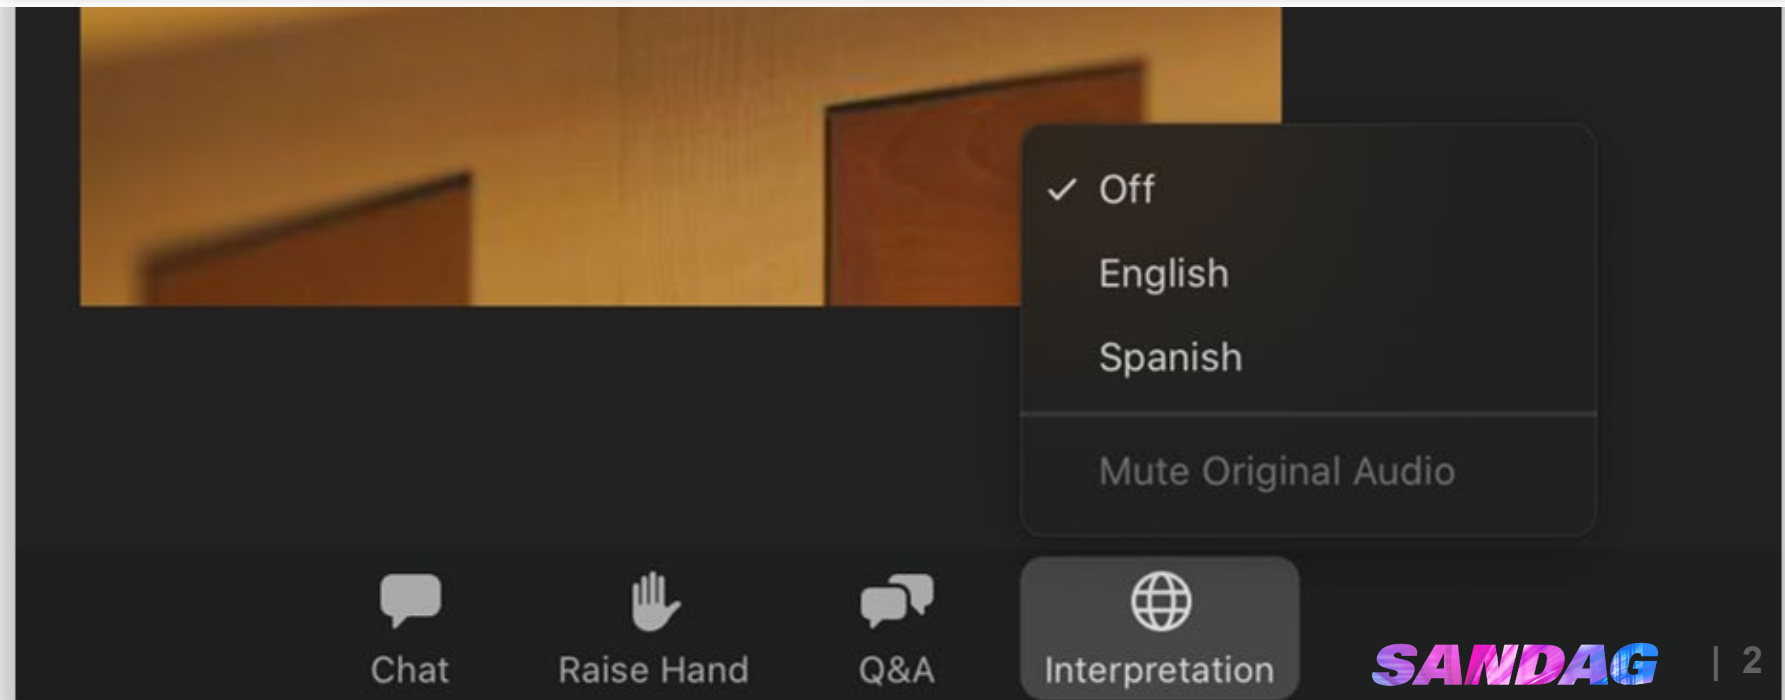 Off
English
Spanish
Mute Original Audio
Chat Raise Hand Q&A Interpretation
SANDAG | 2